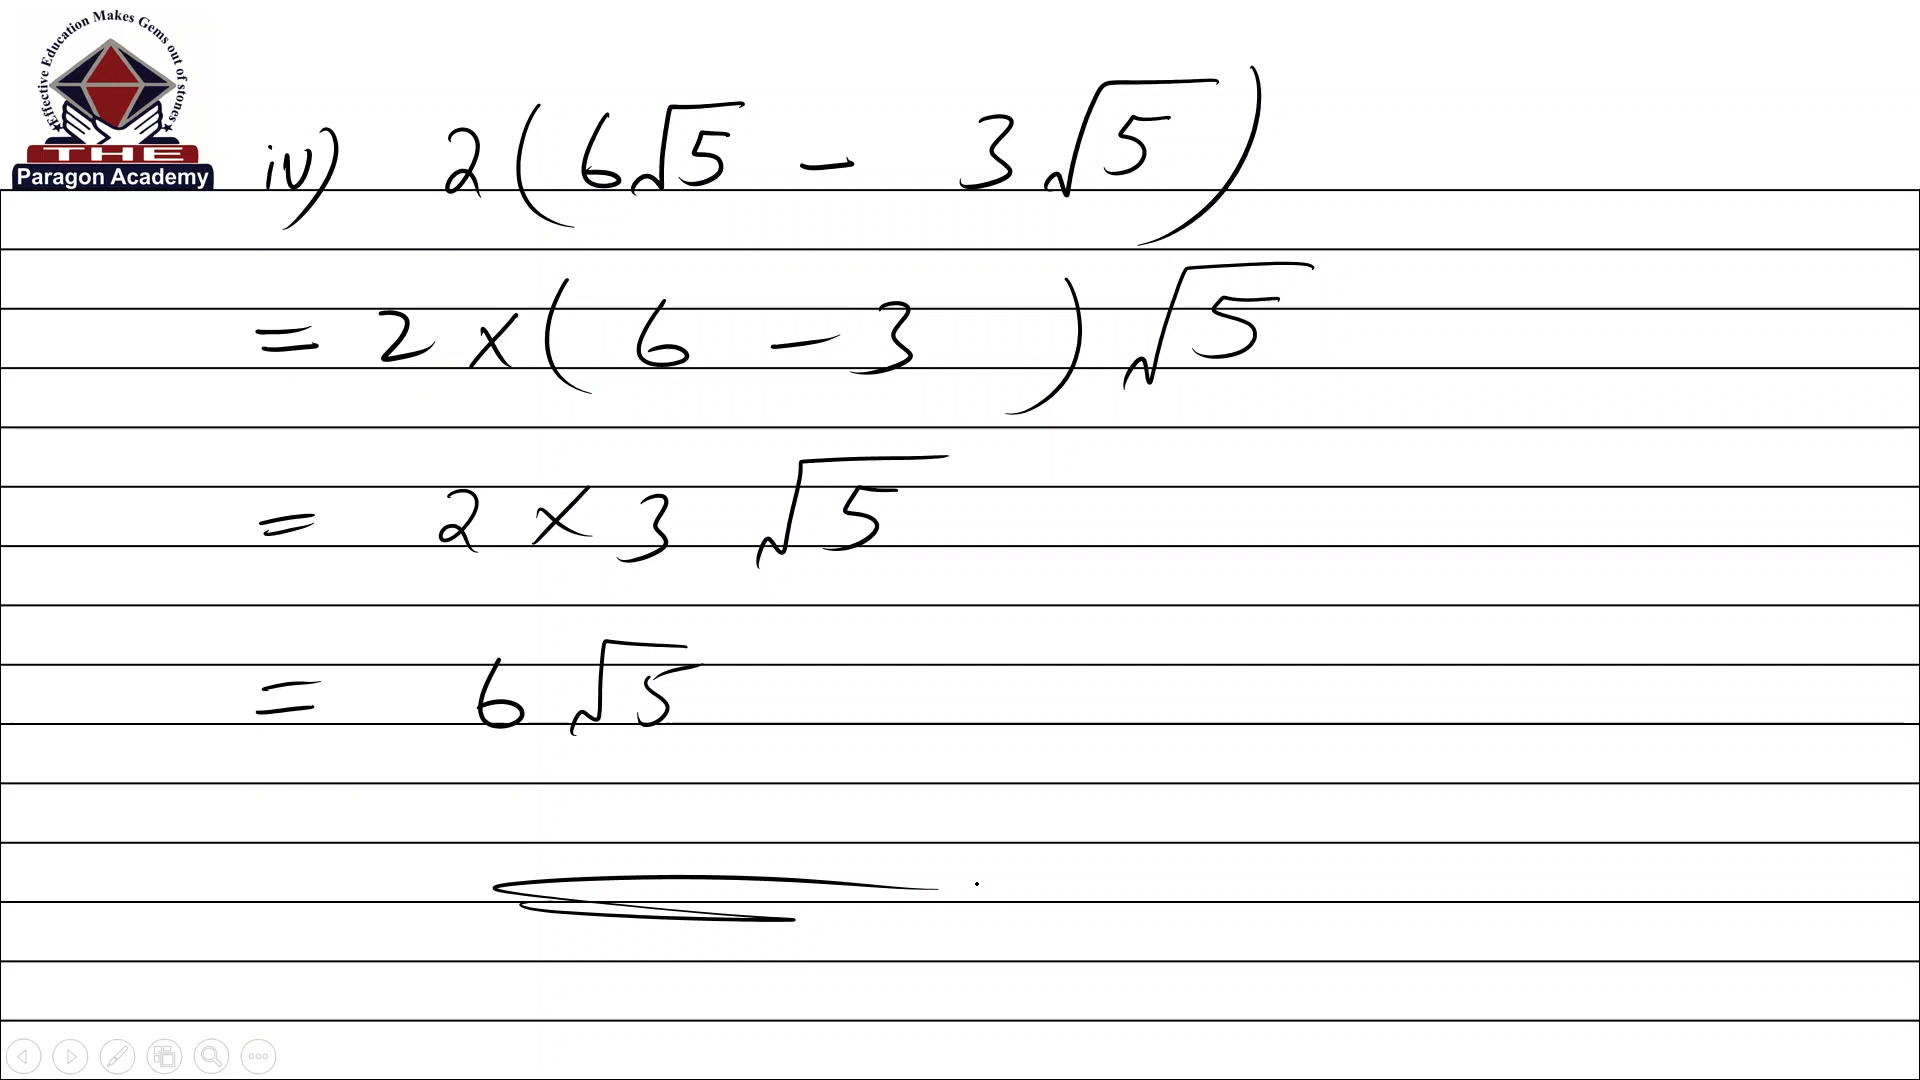 Effective Education Makes Gems out of stones
THE
Paragon Academy
iv) 2(6√5 − 3√5)
= 2 × (6 − 3)√5
= 2 × 3 √5
= 6√5